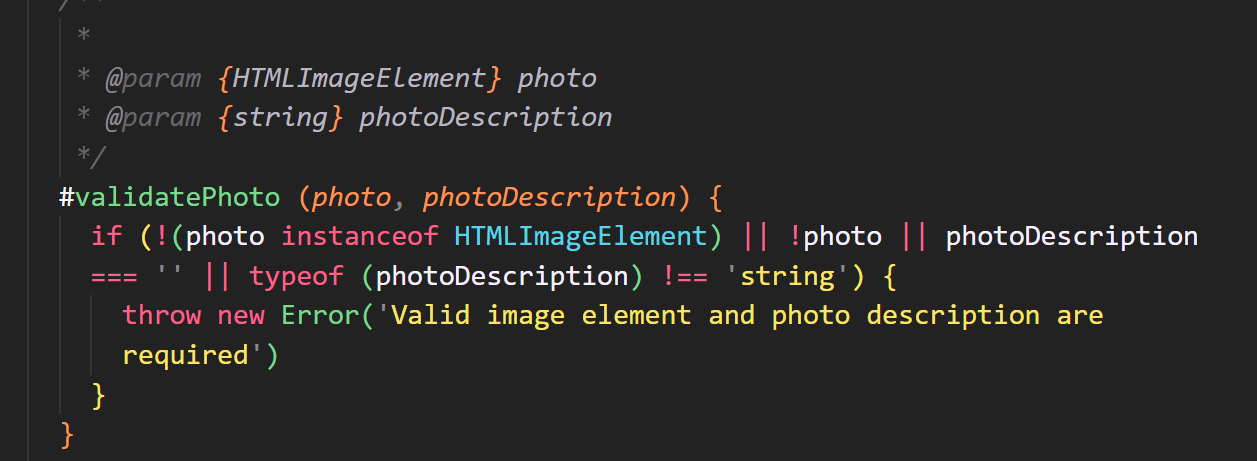 *
* @param {HTMLImageElement} photo
* @param {string} photoDescription
*/
#validatePhoto (photo, photoDescription) {
if (!(photo instanceof HTMLImageElement) || !photo || photoDescription
=== '' || typeof (photoDescription) !== 'string') {
throw new Error('Valid image element and photo description are
required')
}
}